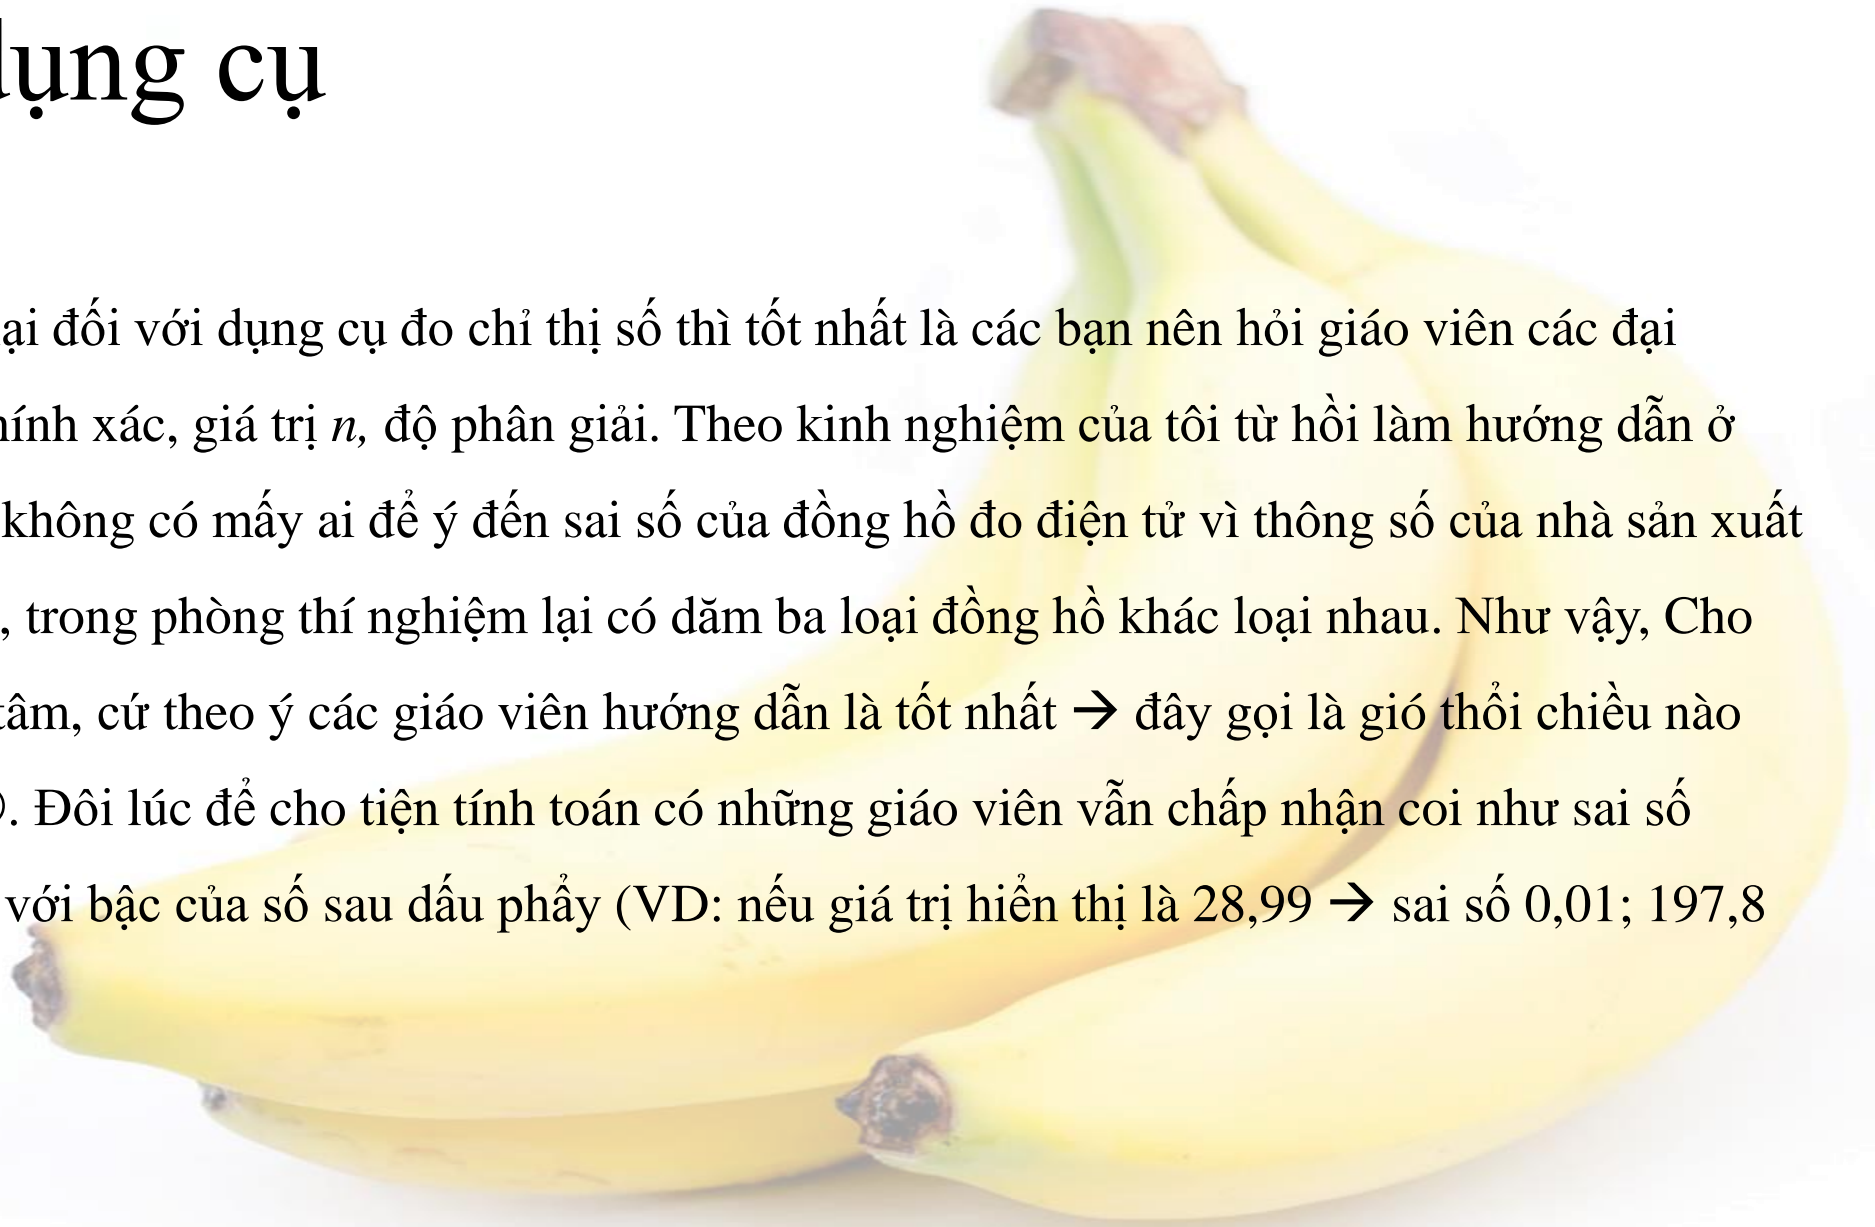 dụng cụ
đối với dụng cụ đo chỉ thị số thì tốt nhất là các bạn nên hỏi giáo viên các đại
xác, giá trị n, độ phân giải. Theo kinh nghiệm của tôi từ hồi làm hướng dẫn ở
không có mấy ai để ý đến sai số của đồng hồ đo điện tử vì thông số của nhà sản xuất
, trong phòng thí nghiệm lại có dăm ba loại đồng hồ khác loại nhau. Như vậy, Cho
tâm, cứ theo ý các giáo viên hướng dẫn là tốt nhất → đây gọi là gió thổi chiều nào
. Đôi lúc để cho tiện tính toán có những giáo viên vẫn chấp nhận coi như sai số
với bậc của số sau dấu phẩy (VD: nếu giá trị hiển thị là 28,99 → sai số 0,01; 197,8